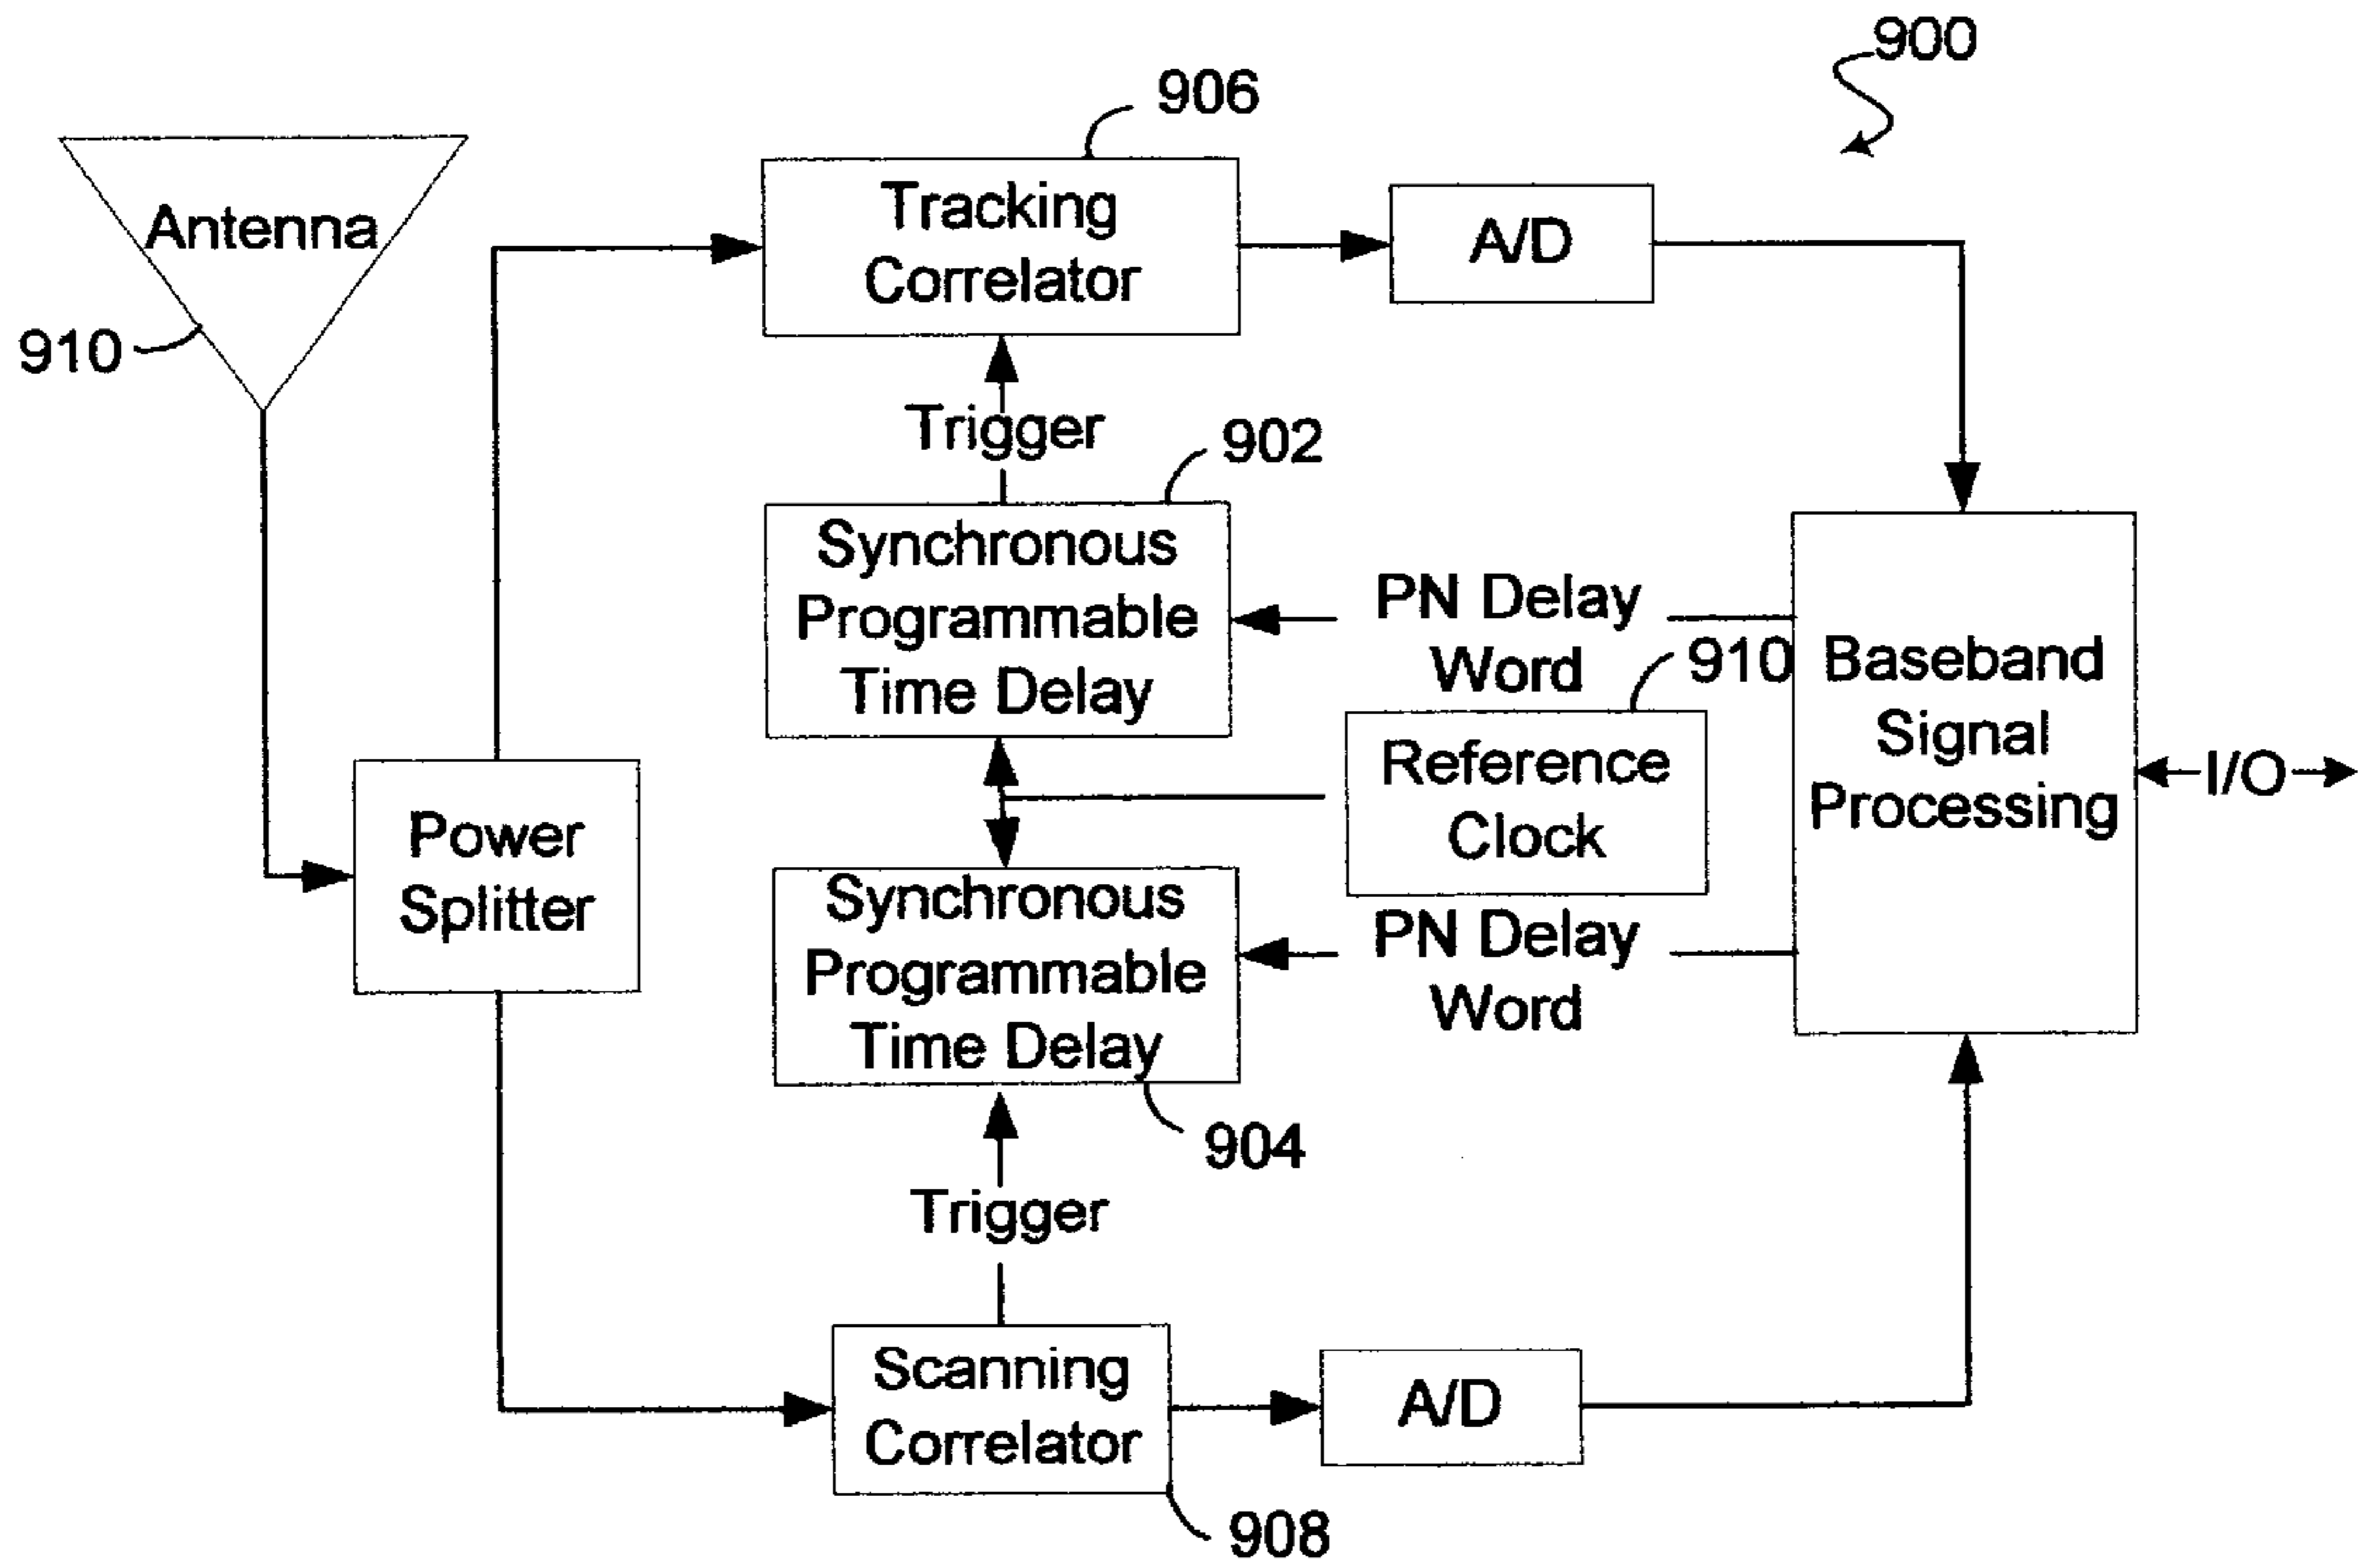 900
906
Antenna
Tracking
Correlator
A/D
910
Trigger
902
Synchronous
Programmable
Time Delay
PN Delay
Word
910
Baseband
Signal
Processing
Reference
Clock
I/O
Power
Splitter
Synchronous
Programmable
Time Delay
PN Delay
Word
904
Trigger
Scanning
Correlator
A/D
908